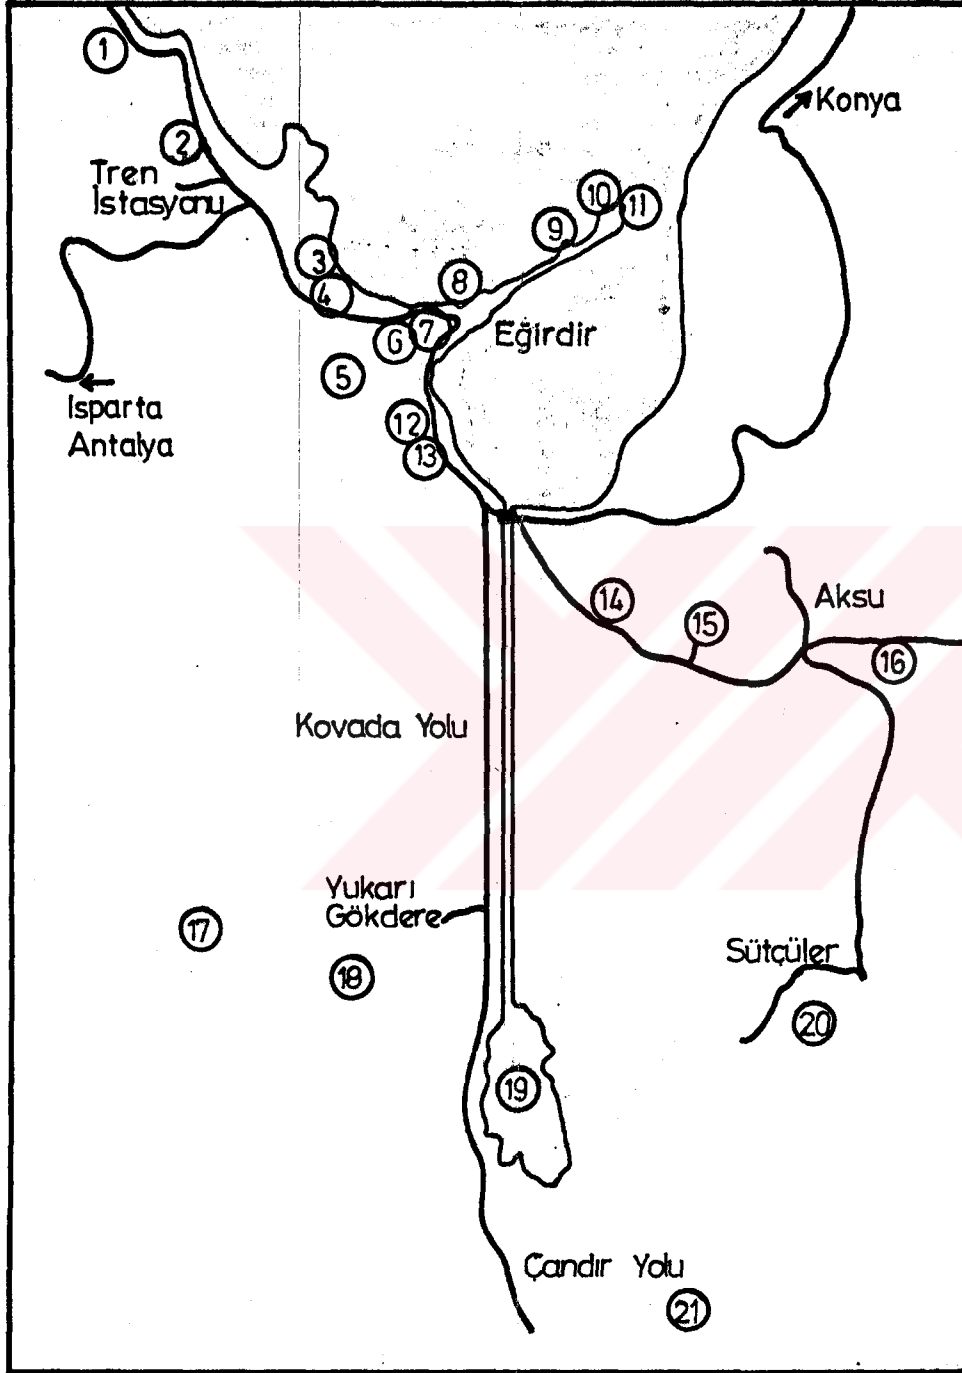 1
Konya
2
Tren
İstasyonu
10
11
9
3
8
4
6
7
Eğirdir
5
Isparta
Antalya
12
13
14
Aksu
15
16
Kovada Yolu
Yukarı
Gökdere
17
18
Sütçüler
20
19
Çandır Yolu
21